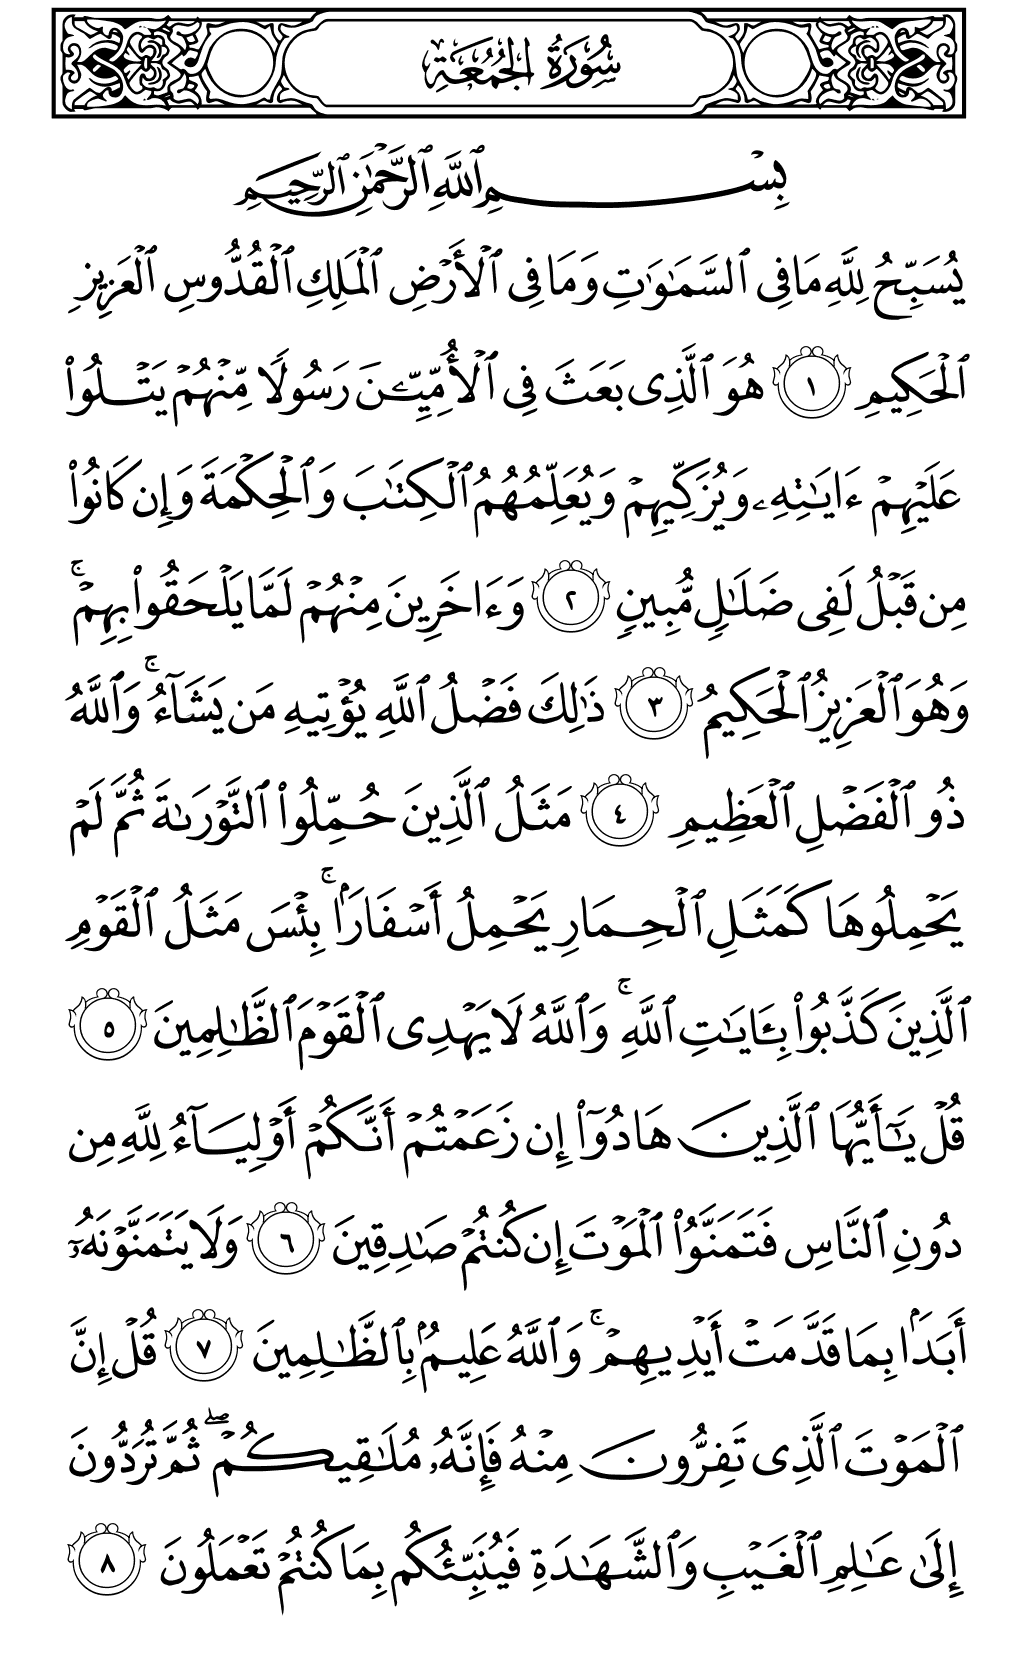 سُورَةُ الجُمُعَةِ
بِسْمِ ٱللَّهِ ٱلرَّحْمَٰنِ ٱلرَّحِيمِ
يُسَبِّحُ لِلَّهِ مَا فِى ٱلسَّمَٰوَٰتِ وَمَا فِى ٱلْأَرْضِ ٱلْمَلِكِ ٱلْقُدُّوسِ ٱلْعَزِيزِ
ٱلْحَكِيمِ ١ هُوَ ٱلَّذِى بَعَثَ فِى ٱلْأُمِّيِّـۧنَ رَسُولًا مِّنْهُمْ يَتْلُوا۟
عَلَيْهِمْ ءَايَٰتِهِۦ وَيُزَكِّيهِمْ وَيُعَلِّمُهُمُ ٱلْكِتَٰبَ وَٱلْحِكْمَةَ وَإِن كَانُوا۟
مِن قَبْلُ لَفِى ضَلَٰلٍ مُّبِينٍ ٢ وَءَاخَرِينَ مِنْهُمْ لَمَّا يَلْحَقُوا۟ بِهِمْ ۚ
وَهُوَ ٱلْعَزِيزُ ٱلْحَكِيمُ ٣ ذَٰلِكَ فَضْلُ ٱللَّهِ يُؤْتِيهِ مَن يَشَآءُ ۚ وَٱللَّهُ
ذُو ٱلْفَضْلِ ٱلْعَظِيمِ ٤ مَثَلُ ٱلَّذِينَ حُمِّلُوا۟ ٱلتَّوْرَىٰةَ ثُمَّ لَمْ
يَحْمِلُوهَا كَمَثَلِ ٱلْحِمَارِ يَحْمِلُ أَسْفَارًۢا ۚ بِئْسَ مَثَلُ ٱلْقَوْمِ
ٱلَّذِينَ كَذَّبُوا۟ بِـَٔايَٰتِ ٱللَّهِ ۚ وَٱللَّهُ لَا يَهْدِى ٱلْقَوْمَ ٱلظَّٰلِمِينَ ٥
قُلْ يَٰٓأَيُّهَا ٱلَّذِينَ هَادُوٓا۟ إِن زَعَمْتُمْ أَنَّكُمْ أَوْلِيَآءُ لِلَّهِ مِن
دُونِ ٱلنَّاسِ فَتَمَنَّوُا۟ ٱلْمَوْتَ إِن كُنتُمْ صَٰدِقِينَ ٦ وَلَا يَتَمَنَّوْنَهُۥٓ
أَبَدًۢا بِمَا قَدَّمَتْ أَيْدِيهِمْ ۚ وَٱللَّهُ عَلِيمٌۢ بِٱلظَّٰلِمِينَ ٧ قُلْ إِنَّ
ٱلْمَوْتَ ٱلَّذِى تَفِرُّونَ مِنْهُ فَإِنَّهُۥ مُلَٰقِيكُمْ ۖ ثُمَّ تُرَدُّونَ
إِلَىٰ عَٰلِمِ ٱلْغَيْبِ وَٱلشَّهَٰدَةِ فَيُنَبِّئُكُم بِمَا كُنتُمْ تَعْمَلُونَ ٨